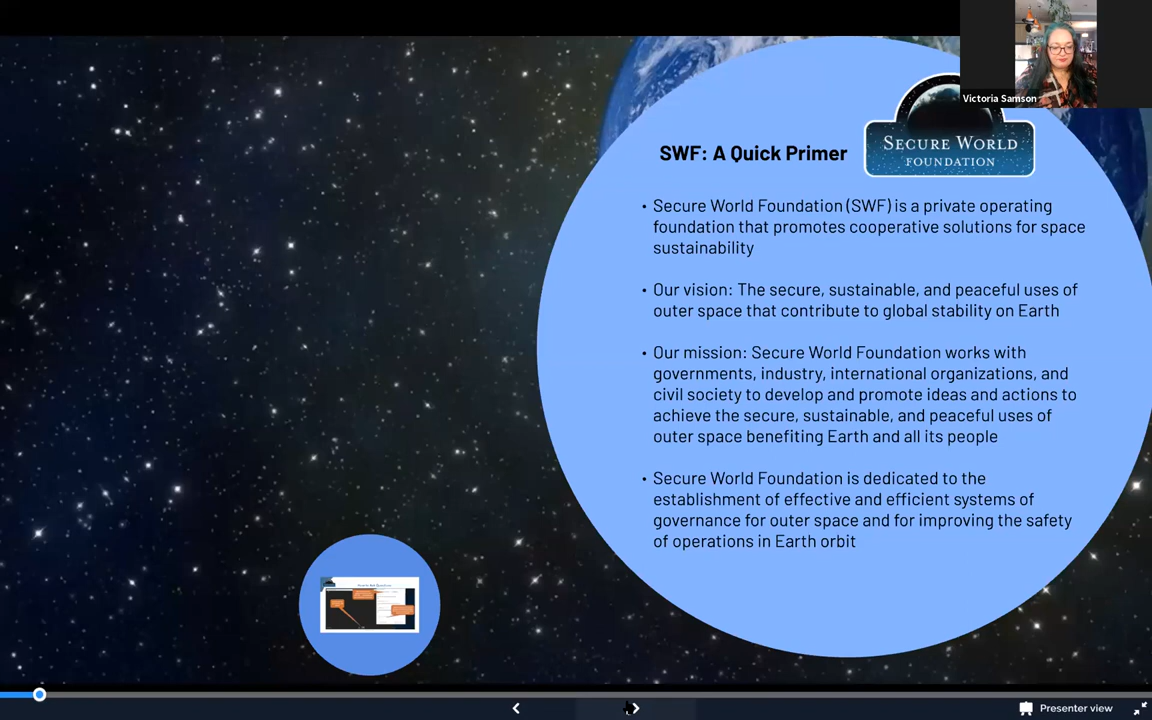 Victoria Samson
SECURE WORLD
FOUNDATION
SWF: A Quick Primer
• Secure World Foundation (SWF) is a private operating
foundation that promotes cooperative solutions for space
sustainability
• Our vision: The secure, sustainable, and peaceful uses of
outer space that contribute to global stability on Earth
• Our mission: Secure World Foundation works with
governments, industry, international organizations, and
civil society to develop and promote ideas and actions to
achieve the secure, sustainable, and peaceful uses of
outer space benefiting Earth and all its people
• Secure World Foundation is dedicated to the
establishment of effective and efficient systems of
governance for outer space and for improving the safety
of operations in Earth orbit
Presenter view